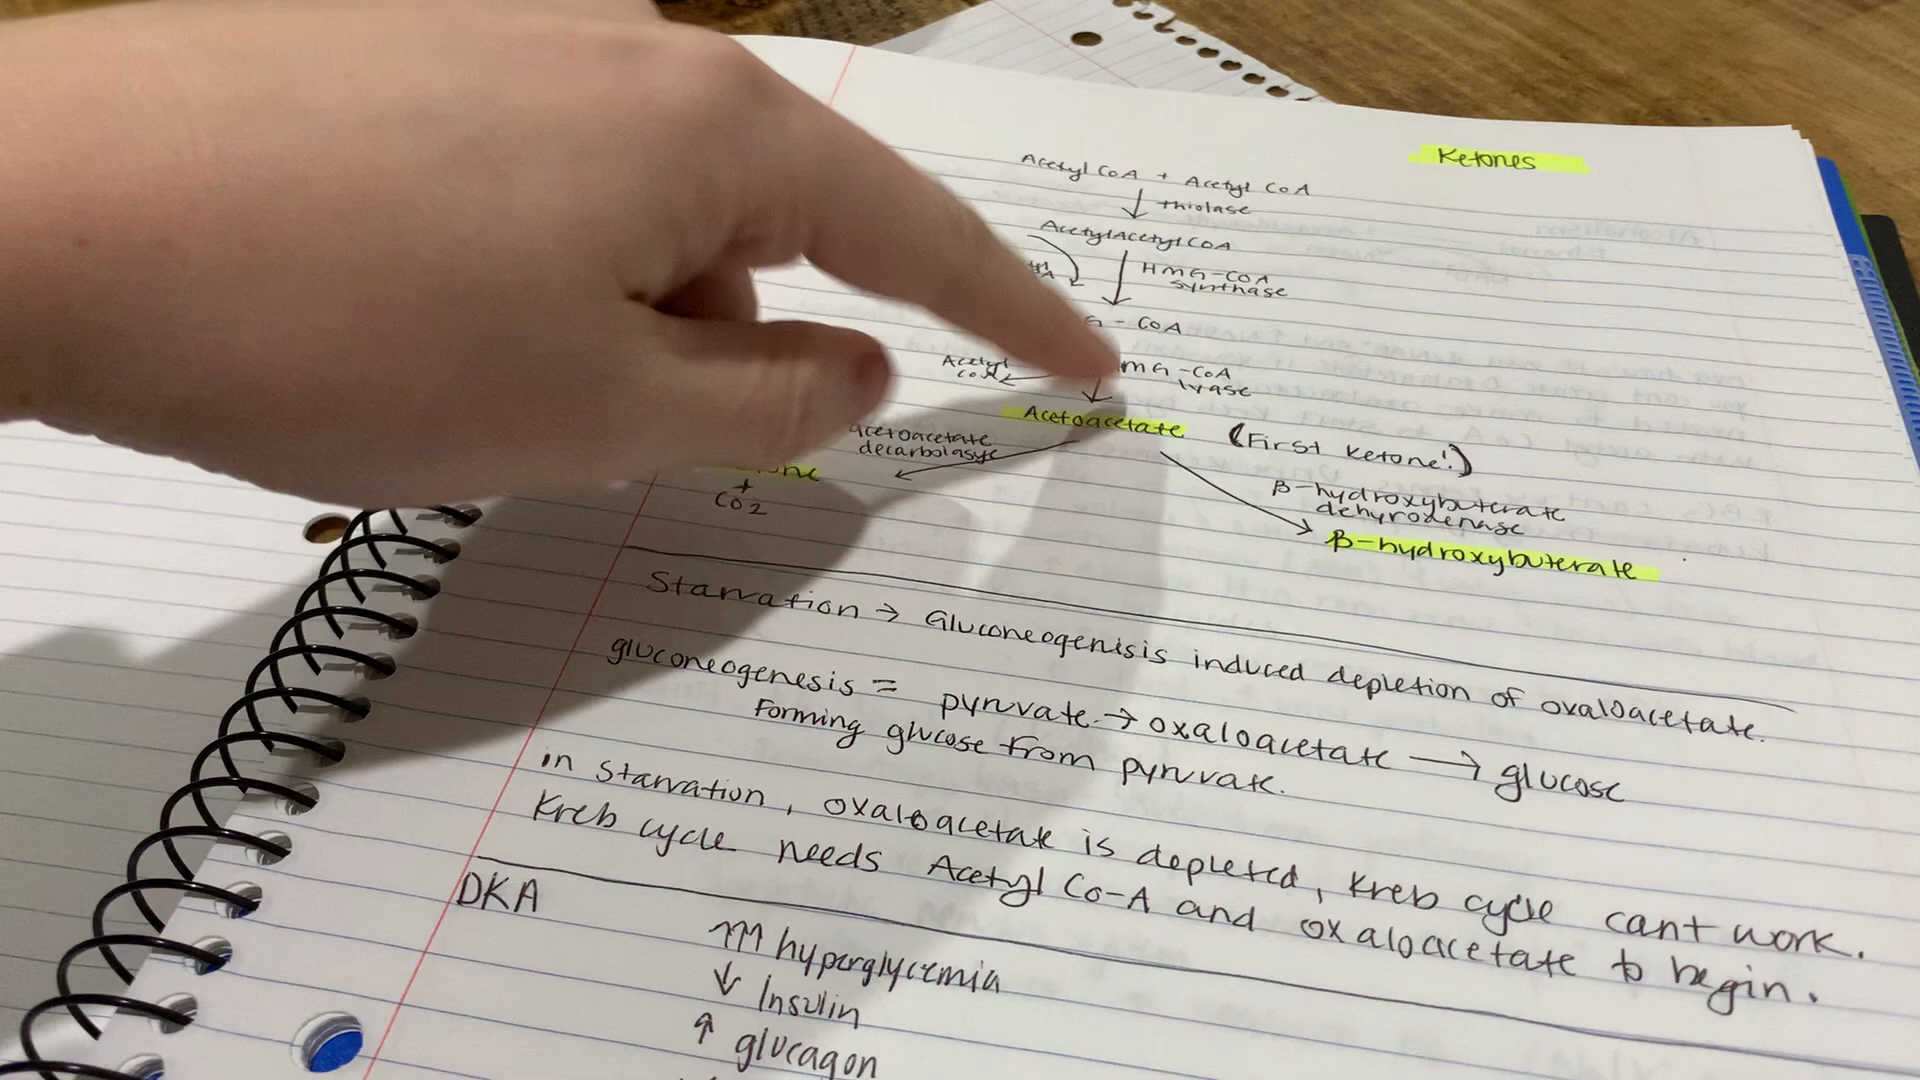 Ketones
Acetyl CoA + Acetyl CoA
thiolase
AcetylAcetyl COA
HMG-COA
synthase
G - COA
Acetyl
COA
MG-COA
lyase
Acetoacetate (First Ketone!)
acetoacetate
decarbolasyc
+
CO2
β-hydroxybuterate
dehyrodenase
β-hydroxybuterate
Starvation → Gluconeogenisis induced depletion of oxaloacetate.
gluconeogenesis = pyruvate → oxaloacetate → glucose
Forming glucose from pyruvate.
in starvation, oxaloacetate is depleted, kreb cycle cant work.
Kreb cycle needs Acetyl Co-A and oxaloacetate to begin.
DKA
↑↑↑ hyperglycemia
↓ Insulin
↑ glucagon